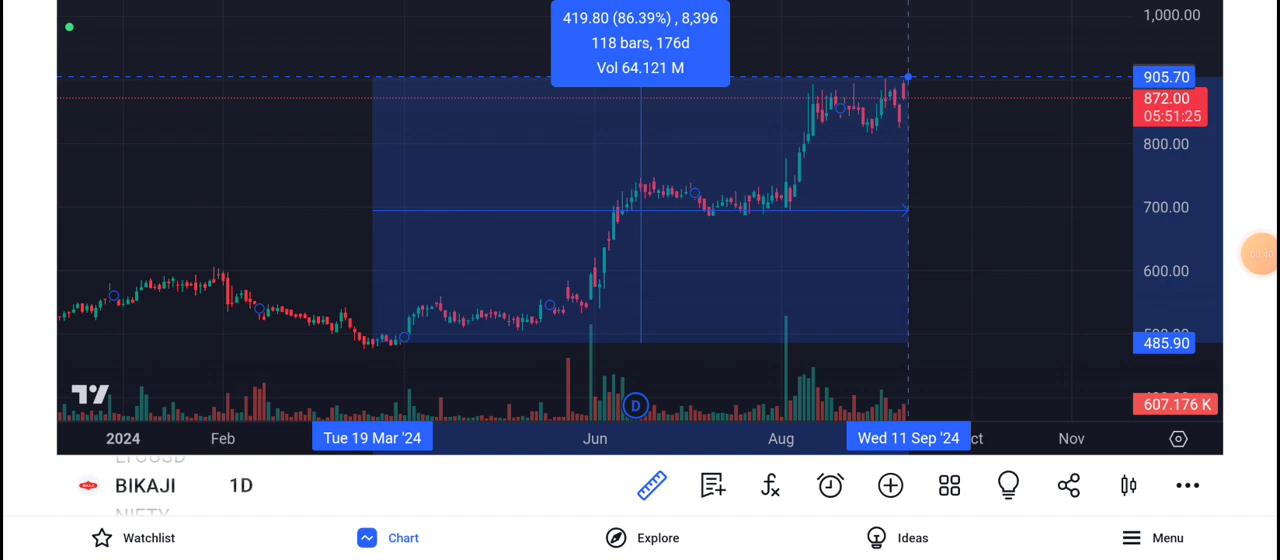 419.80 (86.39%) , 8,396
118 bars, 176d
Vol 64.121 M
1,000.00
905.70
872.00
05:51:25
800.00
700.00
600.00
485.90
607.176 K
D
2024 Feb Tue 19 Mar '24 Jun Aug Wed 11 Sep '24 ct Nov
BIKAJI 1D
NIFTY
Watchlist Chart Explore Ideas Menu